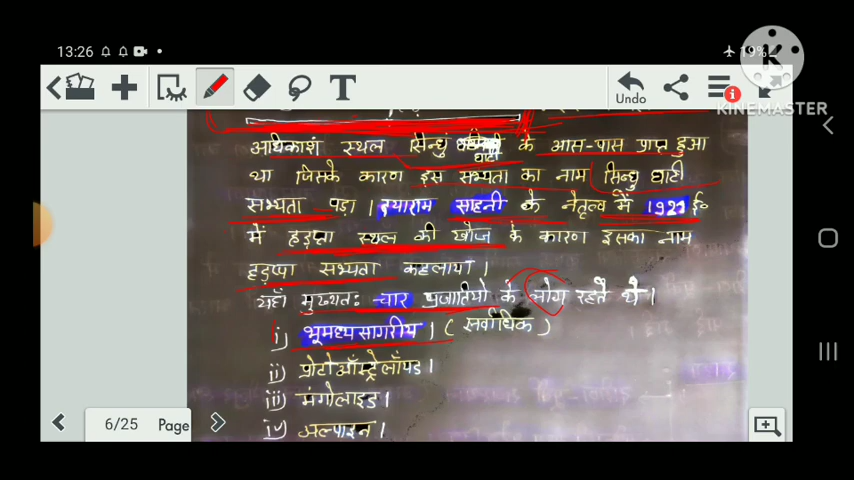 13:26
19%
KINEMASTER
T
Undo
अधिकाशं स्थल सिन्धु घाटी के आस-पास प्राप्त हुआ
था जिसके कारण इस सभ्यता का नाम सिन्धु घाटी
सभ्यता पड़ा। दयाराम साहनी के नेतृत्व में 1921 ई०
में हड़प्पा स्थल की खोज के कारण इसका नाम
हड़प्पा सभ्यता कहलाया।
यहाँ मुख्यतः चार प्रजातियो के लोग रहते थे।
i) भूमध्यसागरीय। (सर्वाधिक)
ii) प्रोटोऑस्ट्रेलॉयड।
iii) मंगोलाइड।
iv) अल्पाइन।
6/25 Page